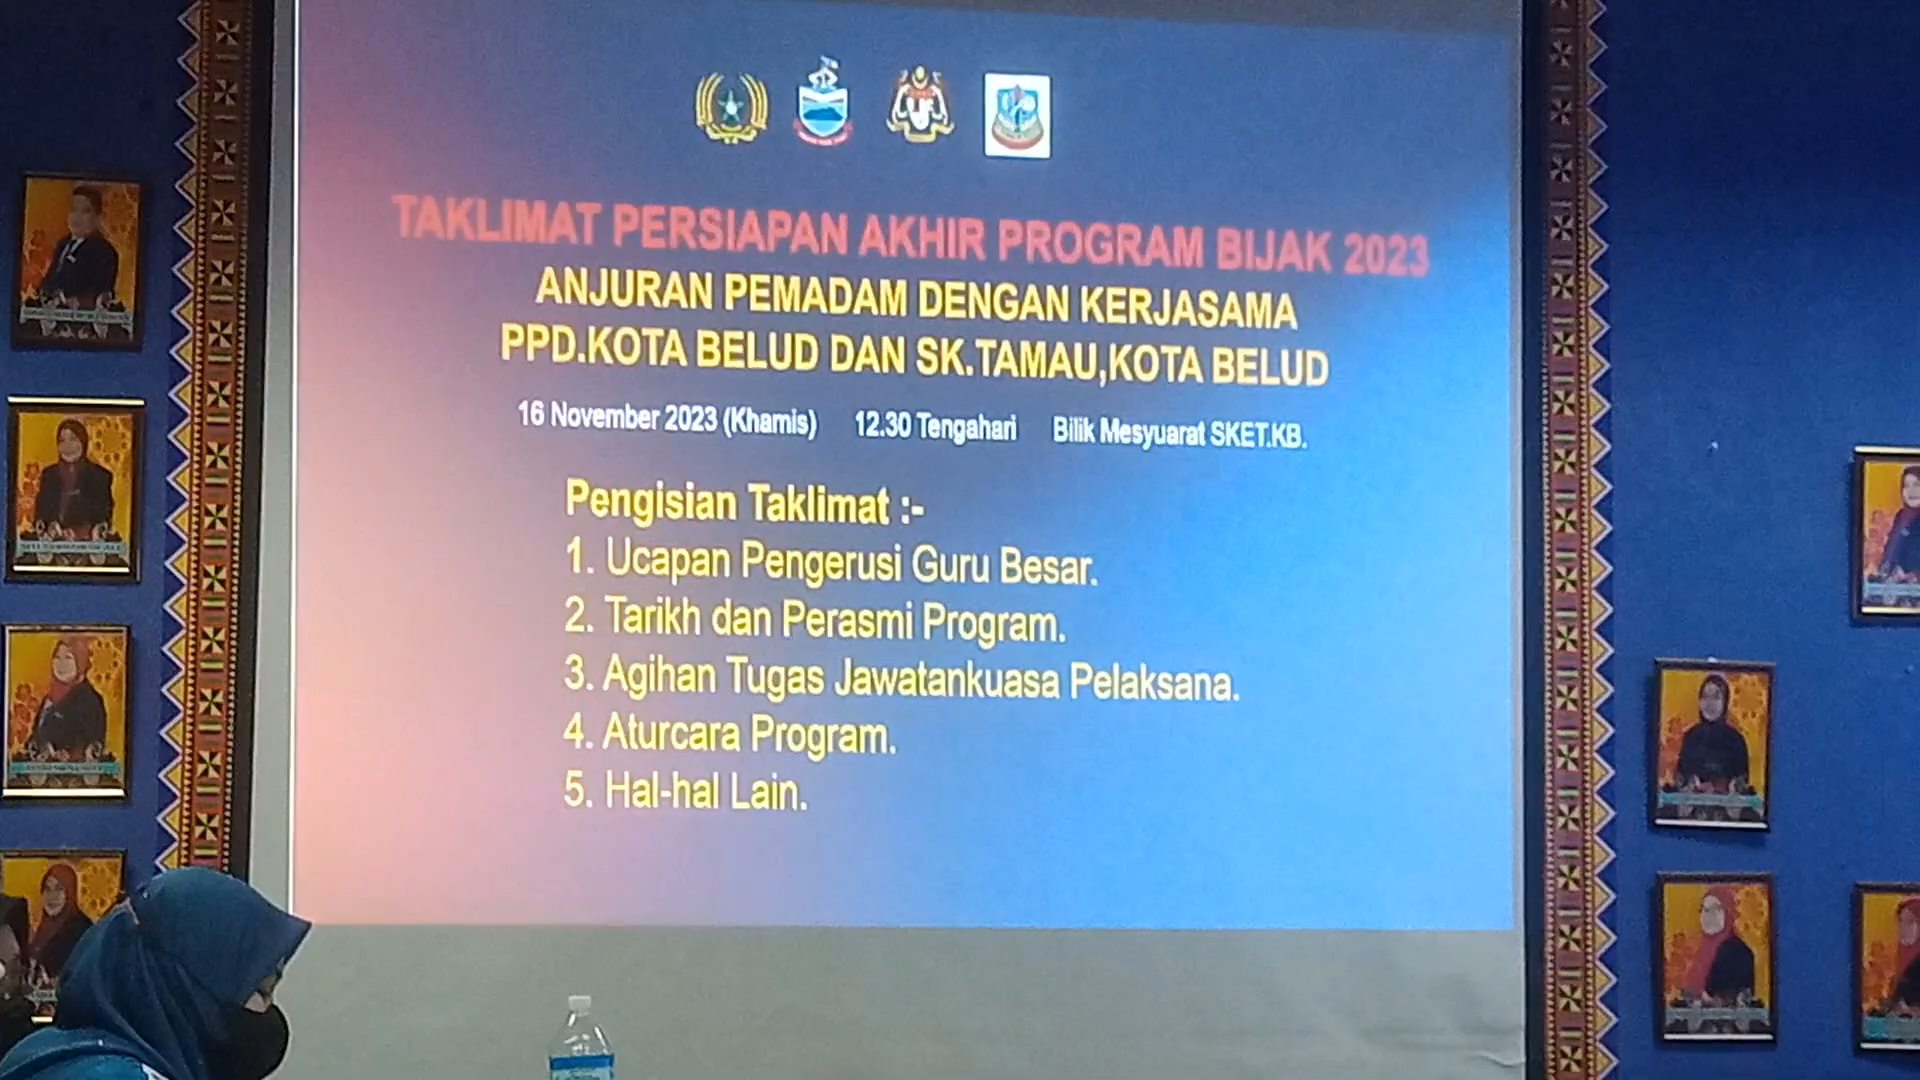 TAKLIMAT PERSIAPAN AKHIR PROGRAM BIJAK 2023
ANJURAN PEMADAM DENGAN KERJASAMA
PPD.KOTA BELUD DAN SK.TAMAU,KOTA BELUD
16 November 2023 (Khamis) 12.30 Tengahari Bilik Mesyuarat SKET.KB.
Pengisian Taklimat :-
1. Ucapan Pengerusi Guru Besar.
2. Tarikh dan Perasmi Program.
3. Agihan Tugas Jawatankuasa Pelaksana.
4. Aturcara Program.
5. Hal-hal Lain.